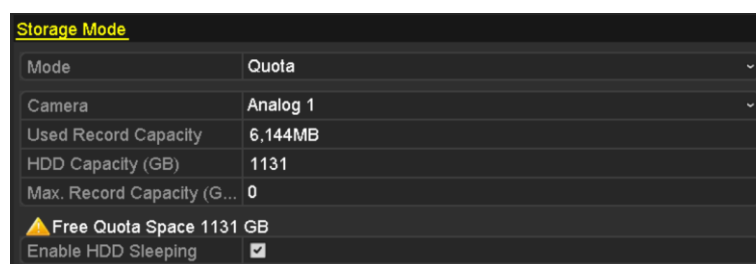 Storage Mode
Mode Quota
Camera Analog 1
Used Record Capacity 6,144MB
HDD Capacity (GB) 1131
Max. Record Capacity (G... 0
Free Quota Space 1131 GB
Enable HDD Sleeping